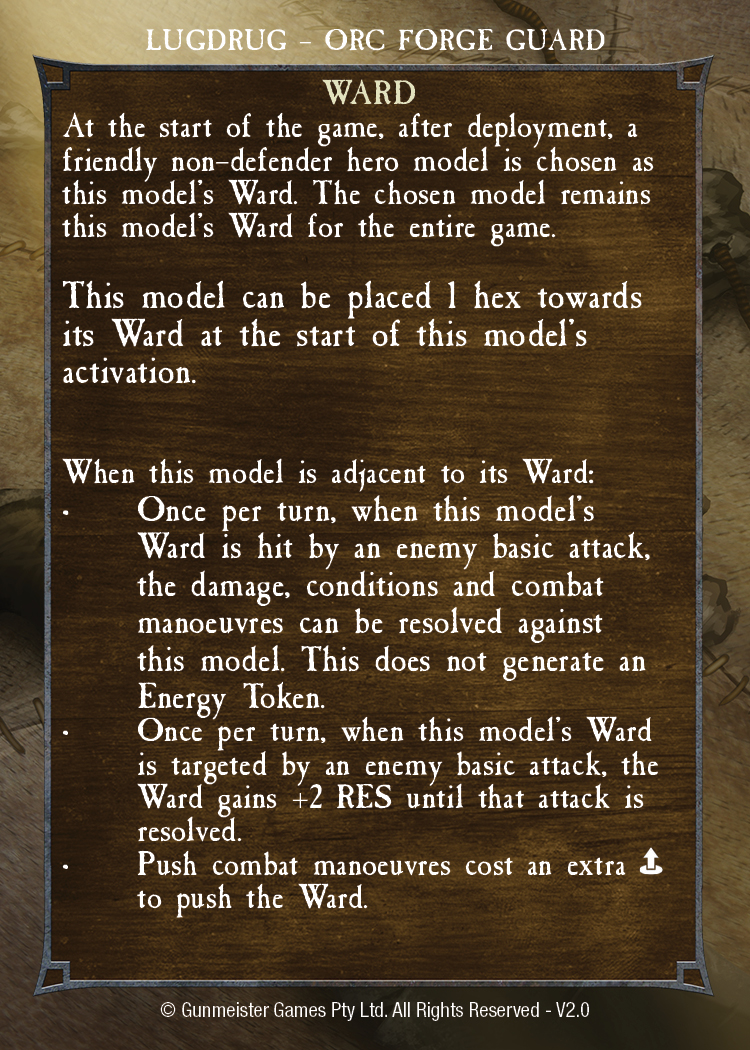 LUGDRUG – ORC FORGE GUARD
WARD
At the start of the game, after deployment, a
friendly non-defender hero model is chosen as
this model's Ward. The chosen model remains
this model's Ward for the entire game.
This model can be placed 1 hex towards
its Ward at the start of this model's
activation.
When this model is adjacent to its Ward:
· Once per turn, when this model's
Ward is hit by an enemy basic attack,
the damage, conditions and combat
manoeuvres can be resolved against
this model. This does not generate an
Energy Token.
· Once per turn, when this model's Ward
is targeted by an enemy basic attack, the
Ward gains +2 RES until that attack is
resolved.
· Push combat manoeuvres cost an extra
to push the Ward.
© Gunmeister Games Pty Ltd. All Rights Reserved - V2.0